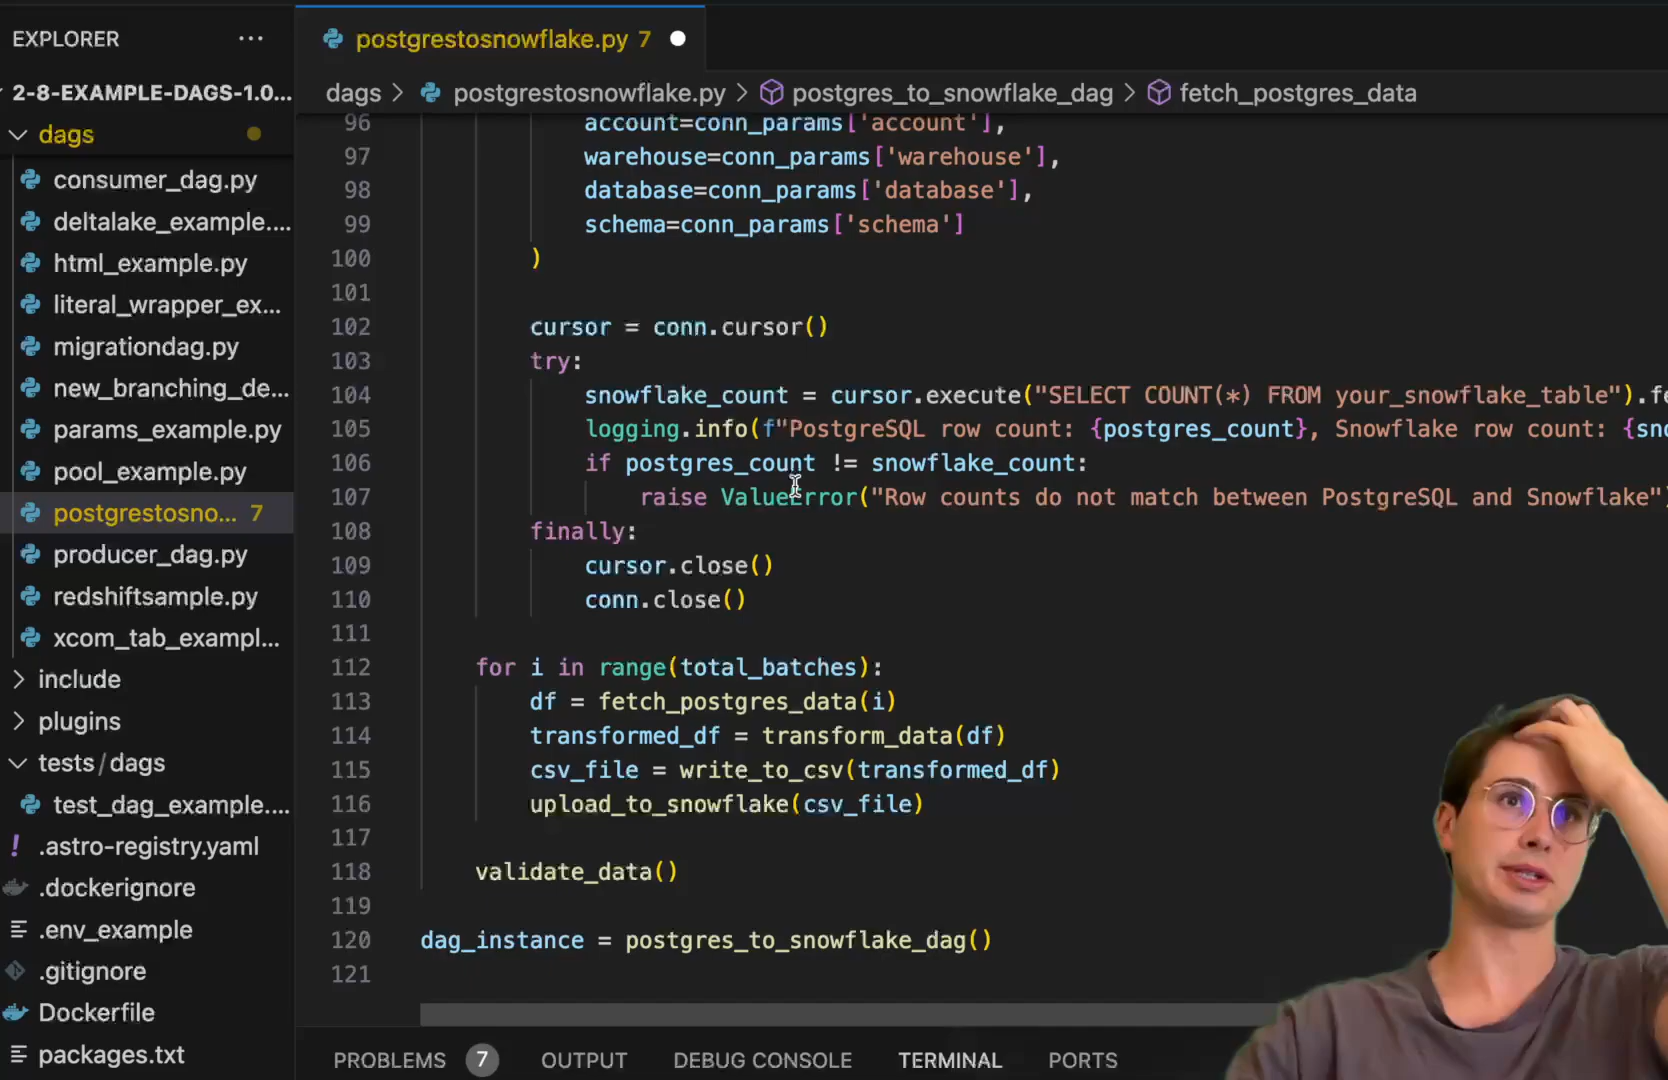 EXPLORER ...
2-8-EXAMPLE-DAGS-1.0...
dags
consumer_dag.py
deltalake_example....
html_example.py
literal_wrapper_ex...
migrationdag.py
new_branching_de...
params_example.py
pool_example.py
postgrestosno... 7
producer_dag.py
redshiftsample.py
xcom_tab_exampl...
include
plugins
tests/dags
test_dag_example....
! .astro-registry.yaml
.dockerignore
.env_example
.gitignore
Dockerfile
packages.txt
postgrestosnowflake.py 7
dags > postgrestosnowflake.py > postgres_to_snowflake_dag > fetch_postgres_data
96 account=conn_params['account'],
97 warehouse=conn_params['warehouse'],
98 database=conn_params['database'],
99 schema=conn_params['schema']
100 )
101
102 cursor = conn.cursor()
103 try:
104 snowflake_count = cursor.execute("SELECT COUNT(*) FROM your_snowflake_table").fe
105 logging.info(f"PostgreSQL row count: {postgres_count}, Snowflake row count: {sno
106 if postgres_count != snowflake_count:
107 raise ValueError("Row counts do not match between PostgreSQL and Snowflake")
108 finally:
109 cursor.close()
110 conn.close()
111
112 for i in range(total_batches):
113 df = fetch_postgres_data(i)
114 transformed_df = transform_data(df)
115 csv_file = write_to_csv(transformed_df)
116 upload_to_snowflake(csv_file)
117
118 validate_data()
119
120 dag_instance = postgres_to_snowflake_dag()
121
PROBLEMS 7 OUTPUT DEBUG CONSOLE TERMINAL PORTS